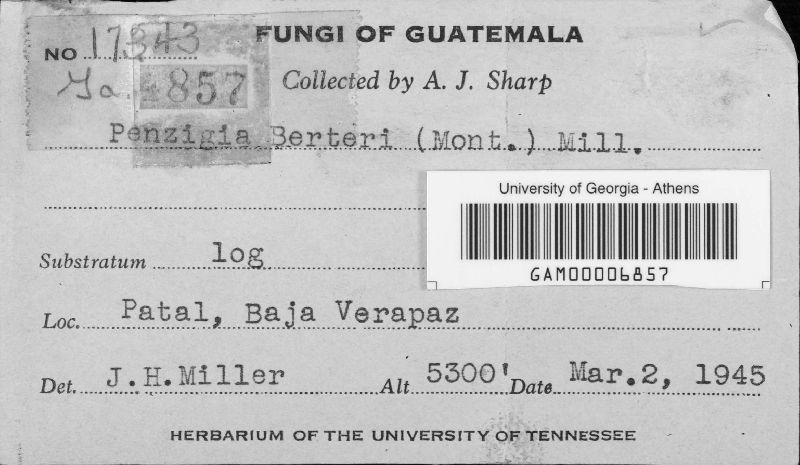 FUNGI OF GUATEMALA
NO 17343
Ga. 6857
Collected by A. J. Sharp
Penzigia Berteri (Mont.) Mill.
University of Georgia - Athens
GAM00006857
Substratum log
Loc. Patal, Baja Verapaz
Det. J.H.Miller Alt 5300' Date Mar.2, 1945
HERBARIUM OF THE UNIVERSITY OF TENNESSEE